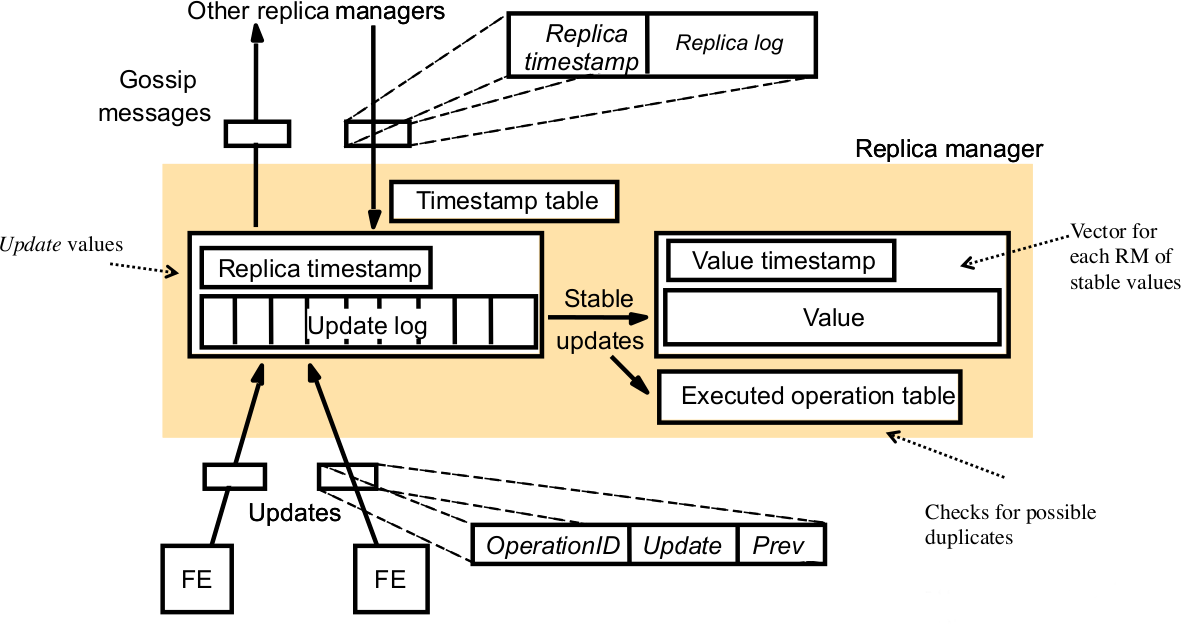 Other replica managers
Replica
timestamp
Replica log
Gossip
messages
Replica manager
Timestamp table
Update values
Replica timestamp
Update log
Stable
updates
Value timestamp
Value
Vector for
each RM of
stable values
Executed operation table
Updates
Checks for possible
duplicates
OperationID
Update
Prev
FE
FE